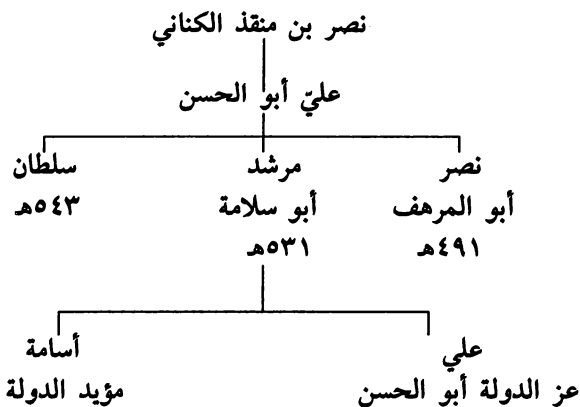 نصر بن منقذ الكناني
عليّ أبو الحسن
نصر مرشد سلطان
أبو المرهف أبو سلامة ٥٤٣هـ
٤٩١هـ ٥٣١هـ
علي أسامة
عز الدولة أبو الحسن مؤيد الدولة